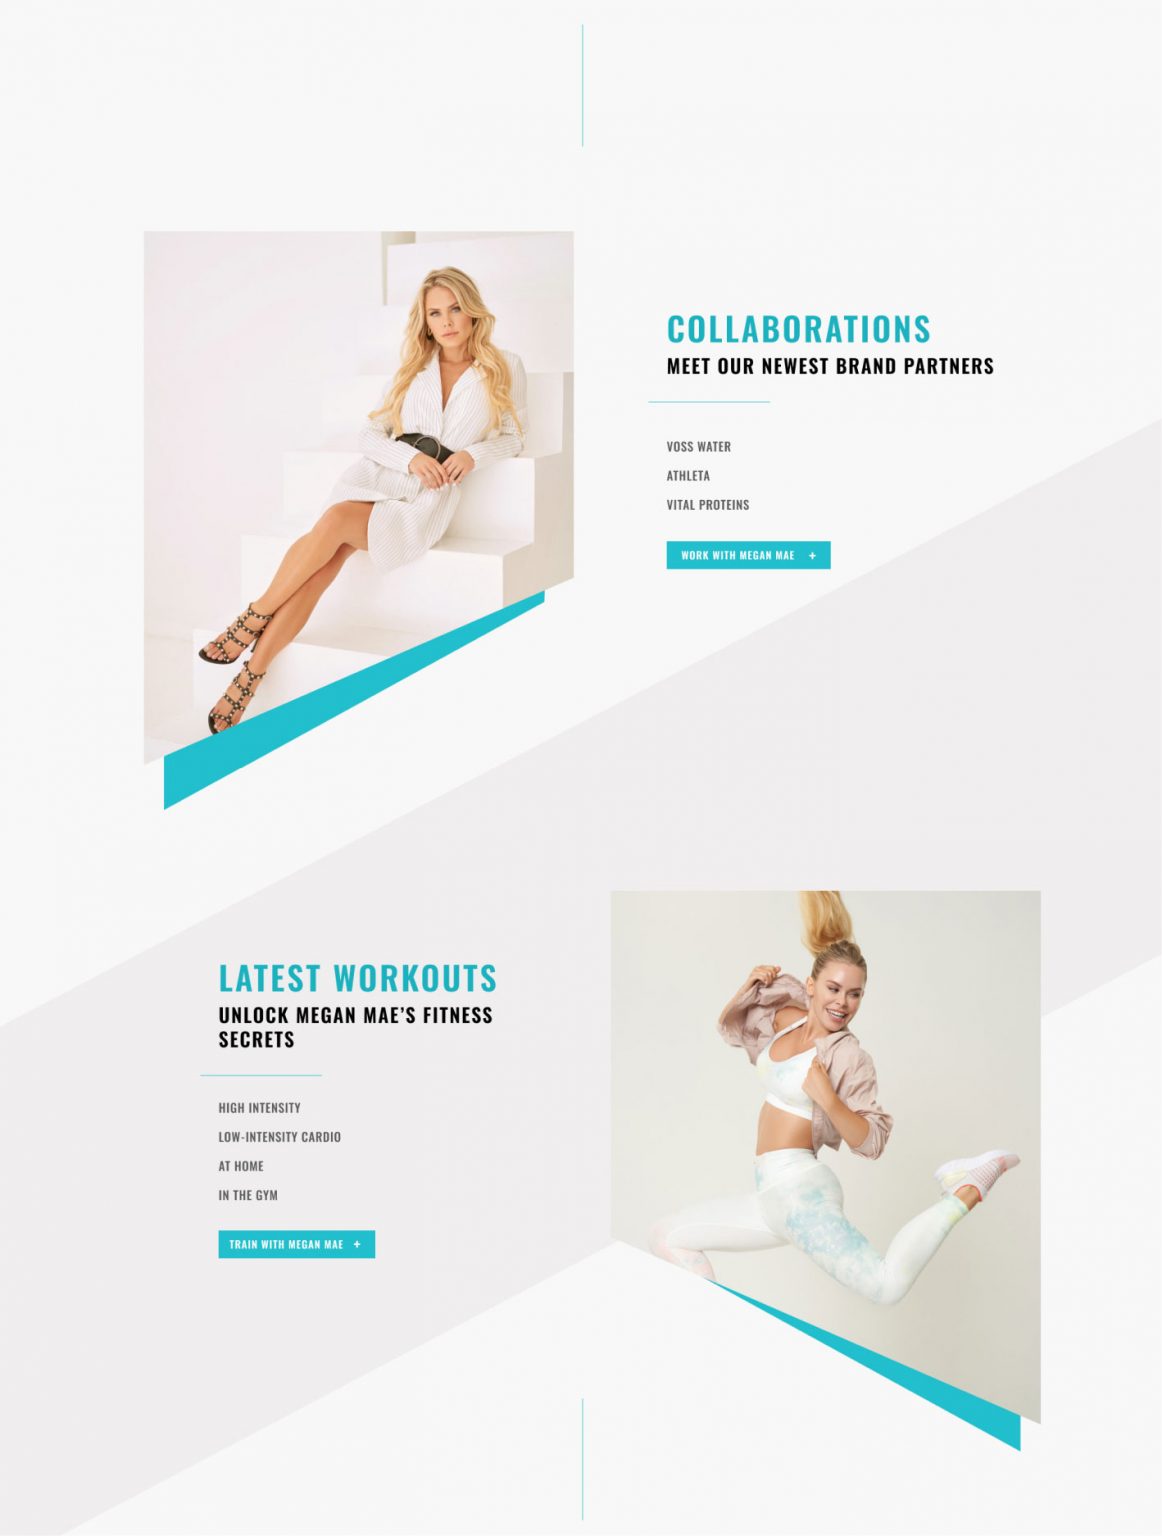 COLLABORATIONS
MEET OUR NEWEST BRAND PARTNERS
VOSS WATER
ATHLETA
VITAL PROTEINS
WORK WITH MEGAN MAE +
LATEST WORKOUTS
UNLOCK MEGAN MAE’S FITNESS
SECRETS
HIGH INTENSITY
LOW-INTENSITY CARDIO
AT HOME
IN THE GYM
TRAIN WITH MEGAN MAE +